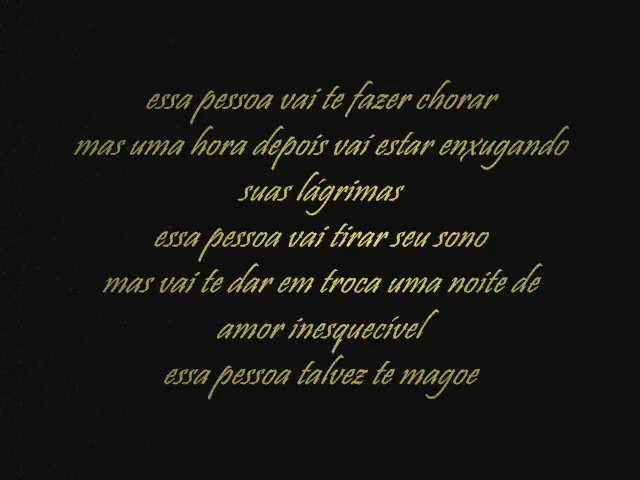 essa pessoa vai te fazer chorar
mas uma hora depois vai estar enxugando
suas lágrimas
essa pessoa vai tirar seu sono
mas vai te dar em troca uma noite de
amor inesquecível
essa pessoa talvez te magoe